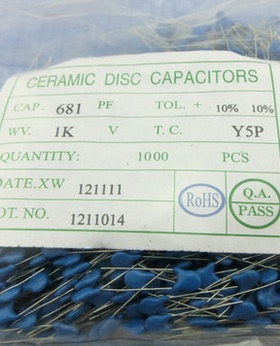 CERAMIC DISC CAPACITORS
CAP. 681 PF TOL. + 10% 10%
WV. 1K V T. C. Y5P
QUANTITY: 1000 PCS
DATE.XW 121111
OT. NO. 1211014
RoHS
Q.A.
PASS